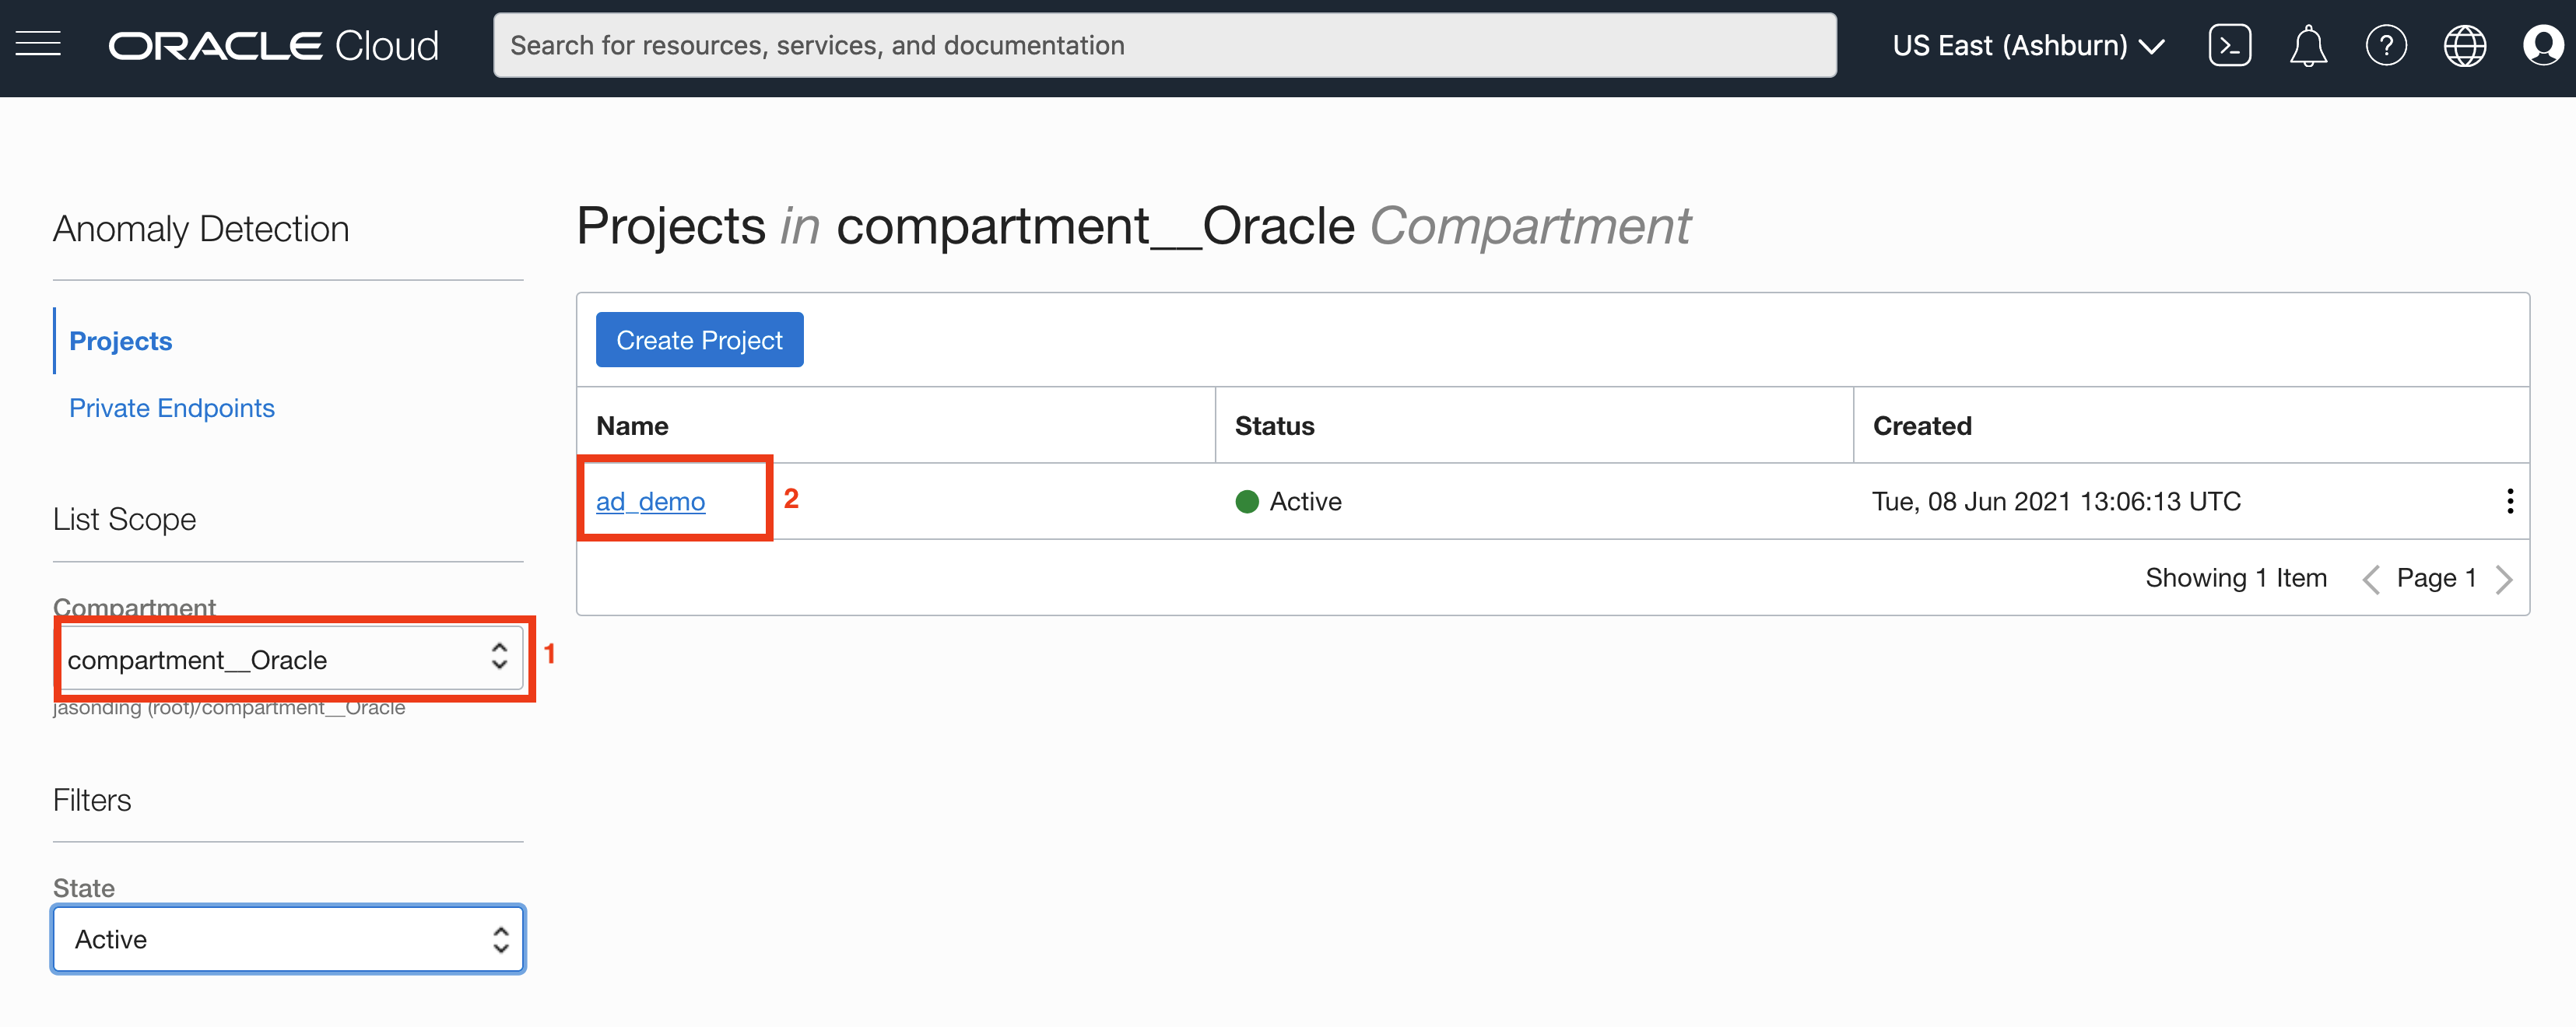 ORACLE Cloud
Search for resources, services, and documentation
US East (Ashburn)
Anomaly Detection
Projects
Private Endpoints
List Scope
Compartment
compartment__Oracle
1
jasonding (root)/compartment__Oracle
Filters
State
Active
Projects in compartment__Oracle Compartment
Create Project
Name Status Created
ad_demo 2 Active Tue, 08 Jun 2021 13:06:13 UTC
Showing 1 Item < Page 1 >